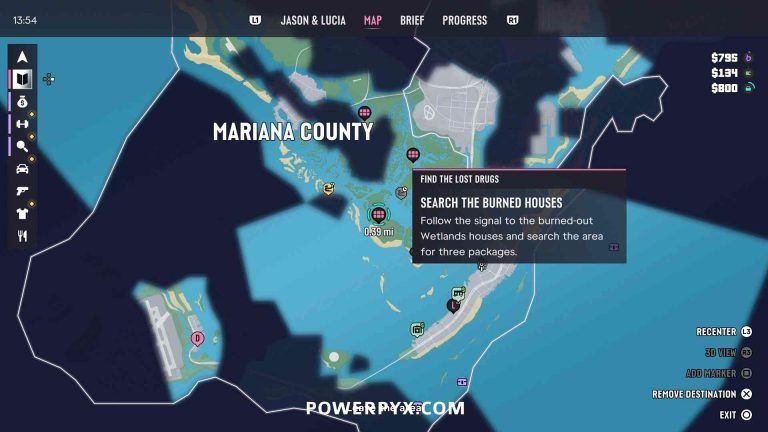 13:54
L1 JASON & LUCIA MAP BRIEF PROGRESS R1
$795
$134
$800
MARIANA COUNTY
FIND THE LOST DRUGS
SEARCH THE BURNED HOUSES
Follow the signal to the burned-out
Wetlands houses and search the area
for three packages.
0.39 mi
L
D
RECENTER L3
3D VIEW R3
ADD MARKER
REMOVE DESTINATION
EXIT
POWERPYX.COM